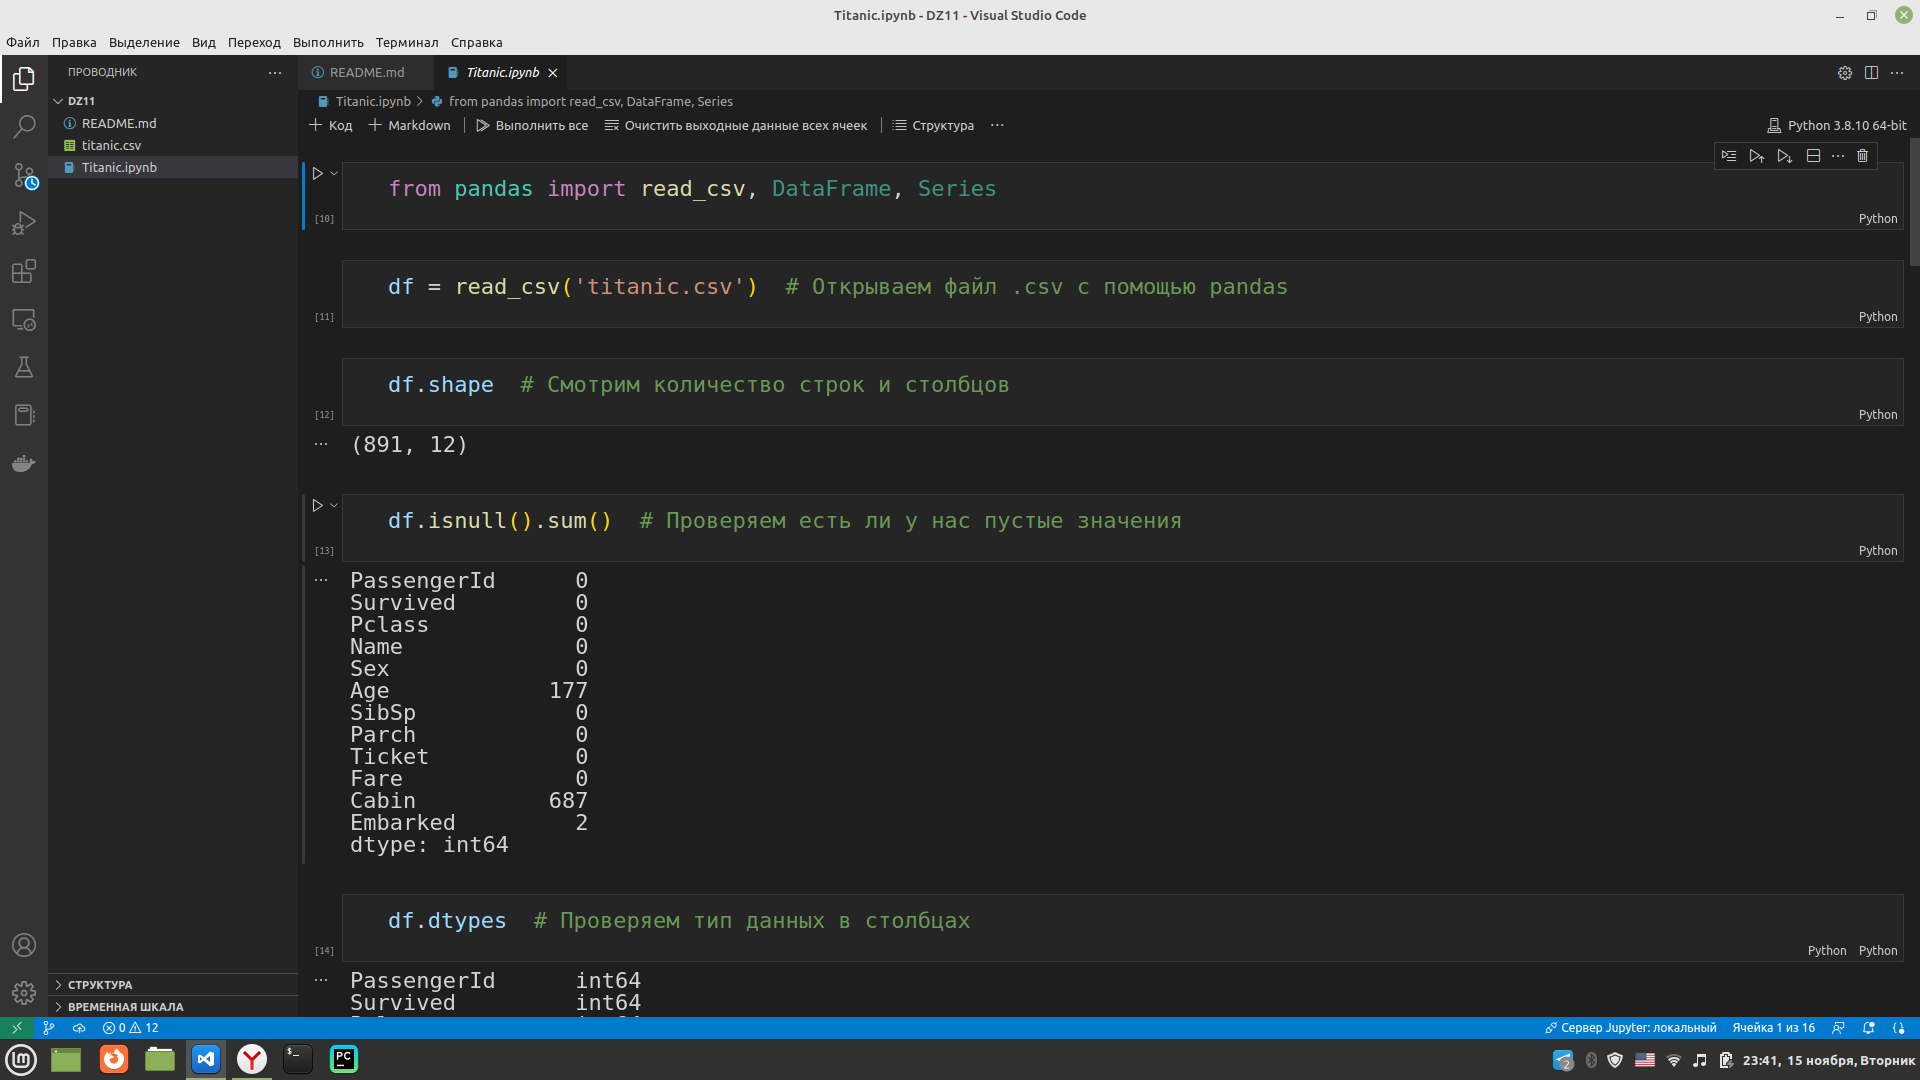 Titanic.ipynb - DZ11 - Visual Studio Code
Файл Правка Выделение Вид Переход Выполнить Терминал Справка
ПРОВОДНИК
README.md
Titanic.ipynb
DZ11
README.md
titanic.csv
Titanic.ipynb
СТРУКТУРА
ВРЕМЕННАЯ ШКАЛА
Titanic.ipynb > from pandas import read_csv, DataFrame, Series
Код Markdown Выполнить все Очистить выходные данные всех ячеек Структура ... Python 3.8.10 64-bit
from pandas import read_csv, DataFrame, Series
[10] Python
df = read_csv('titanic.csv')  # Открываем файл .csv с помощью pandas
[11] Python
df.shape  # Смотрим количество строк и столбцов
[12] Python
(891, 12)
df.isnull().sum()  # Проверяем есть ли у нас пустые значения
[13] Python
PassengerId 0
Survived 0
Pclass 0
Name 0
Sex 0
Age 177
SibSp 0
Parch 0
Ticket 0
Fare 0
Cabin 687
Embarked 2
dtype: int64
df.dtypes  # Проверяем тип данных в столбцах
[14] Python Python
PassengerId int64
Survived int64
0 12 Сервер Jupyter: локальный Ячейка 1 из 16
PC 2 23:41, 15 ноября, Вторник